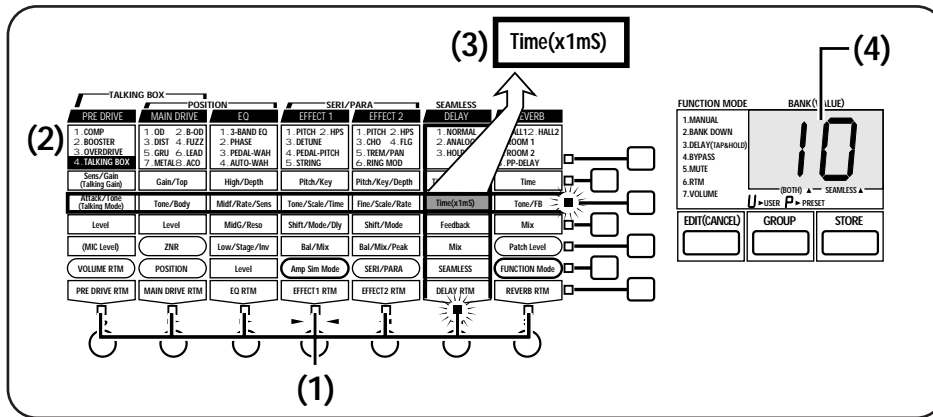 (3) Time(x1mS)
(4)
TALKING BOX
POSITION
SERI/PARA
SEAMLESS
PRE DRIVE MAIN DRIVE EQ EFFECT 1 EFFECT 2 DELAY REVERB
(2)
1.COMP
2.BOOSTER
3.OVERDRIVE
4.TALKING BOX
1.OD 2.B-OD
3.DIST 4.FUZZ
5.GRU 6.LEAD
7.METAL 8.ACO
1.3-BAND EQ
2.PHASE
3.PEDAL-WAH
4.AUTO-WAH
1.PITCH 2.HPS
3.DETUNE
4.PEDAL-PITCH
5.STRING
1.PITCH 2.HPS
3.CHO 4.FLG
5.TREM/PAN
6.RING MOD
1.NORMAL
2.ANALOG
3.HOL
ALL1 2.HALL2
ROOM 1
ROOM 2
PP-DELAY
Sens/Gain
(Talking Gain)
Gain/Top High/Depth Pitch/Key Pitch/Key/Depth Time
Attack/Tone
(Talking Mode)
Tone/Body Midf/Rate/Sens Tone/Scale/Time Fine/Scale/Rate Time(x1mS) Tone/FB
Level Level MidG/Reso Shift/Mode/Dly Shift/Mode Feedback Mix
(MIC Level) ZNR Low/Stage/Inv Bal/Mix Bal/Mix/Peak Mix Patch Level
VOLUME RTM POSITION Level Amp Sim Mode SERI/PARA SEAMLESS FUNCTION Mode
PRE DRIVE RTM MAIN DRIVE RTM EQ RTM EFFECT1 RTM EFFECT2 RTM DELAY RTM REVERB RTM
(1)
FUNCTION MODE BANK(VALUE)
1.MANUAL
2.BANK DOWN
3.DELAY(TAP&HOLD)
4.BYPASS
5.MUTE
6.RTM
7.VOLUME
10
(BOTH) ▲ SEAMLESS ▲
U ►USER P ►PRESET
EDIT(CANCEL) GROUP STORE